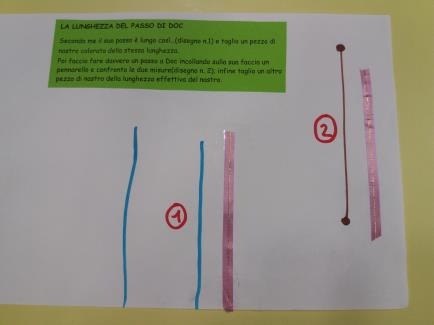 LA LUNGHEZZA DEL PASSO DI DOC
Secondo me il suo passo è lungo così...(disegno n.1) e taglio un pezzo di
nastro colorato della stessa lunghezza.
Poi faccio fare davvero un passo a Doc incollando sulla sua faccia un
pennarello e confronto le due misure(disegno n. 2); infine taglio un altro
pezzo di nastro della lunghezza effettiva del nastro.
2
1